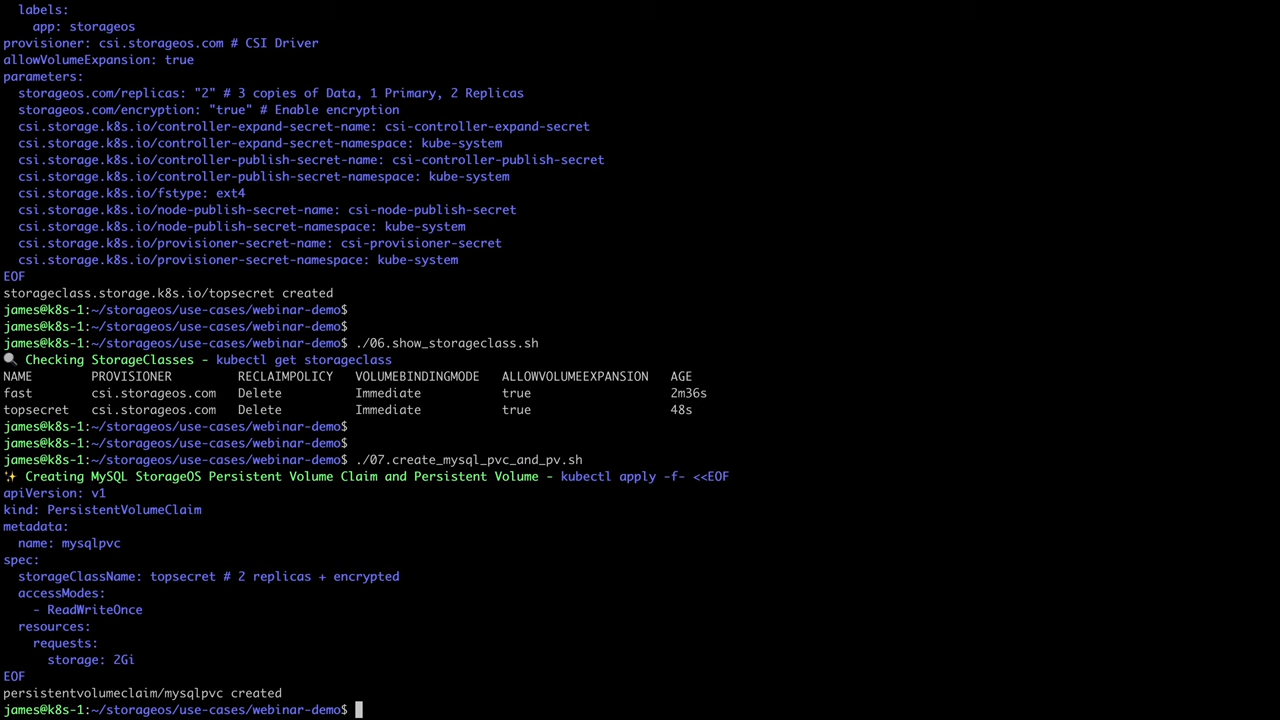 labels:
app: storageos
provisioner: csi.storageos.com # CSI Driver
allowVolumeExpansion: true
parameters:
storageos.com/replicas: "2" # 3 copies of Data, 1 Primary, 2 Replicas
storageos.com/encryption: "true" # Enable encryption
csi.storage.k8s.io/controller-expand-secret-name: csi-controller-expand-secret
csi.storage.k8s.io/controller-expand-secret-namespace: kube-system
csi.storage.k8s.io/controller-publish-secret-name: csi-controller-publish-secret
csi.storage.k8s.io/controller-publish-secret-namespace: kube-system
csi.storage.k8s.io/fstype: ext4
csi.storage.k8s.io/node-publish-secret-name: csi-node-publish-secret
csi.storage.k8s.io/node-publish-secret-namespace: kube-system
csi.storage.k8s.io/provisioner-secret-name: csi-provisioner-secret
csi.storage.k8s.io/provisioner-secret-namespace: kube-system
EOF
storageclass.storage.k8s.io/topsecret created
james@k8s-1:~/storageos/use-cases/webinar-demo$
james@k8s-1:~/storageos/use-cases/webinar-demo$
james@k8s-1:~/storageos/use-cases/webinar-demo$ ./06.show_storageclass.sh
🔍 Checking StorageClasses - kubectl get storageclass
NAME PROVISIONER RECLAIMPOLICY VOLUMEBINDINGMODE ALLOWVOLUMEEXPANSION AGE
fast csi.storageos.com Delete Immediate true 2m36s
topsecret csi.storageos.com Delete Immediate true 48s
james@k8s-1:~/storageos/use-cases/webinar-demo$
james@k8s-1:~/storageos/use-cases/webinar-demo$
james@k8s-1:~/storageos/use-cases/webinar-demo$ ./07.create_mysql_pvc_and_pv.sh
✨ Creating MySQL StorageOS Persistent Volume Claim and Persistent Volume - kubectl apply -f- <<EOF
apiVersion: v1
kind: PersistentVolumeClaim
metadata:
name: mysqlpvc
spec:
storageClassName: topsecret # 2 replicas + encrypted
accessModes:
- ReadWriteOnce
resources:
requests:
storage: 2Gi
EOF
persistentvolumeclaim/mysqlpvc created
james@k8s-1:~/storageos/use-cases/webinar-demo$